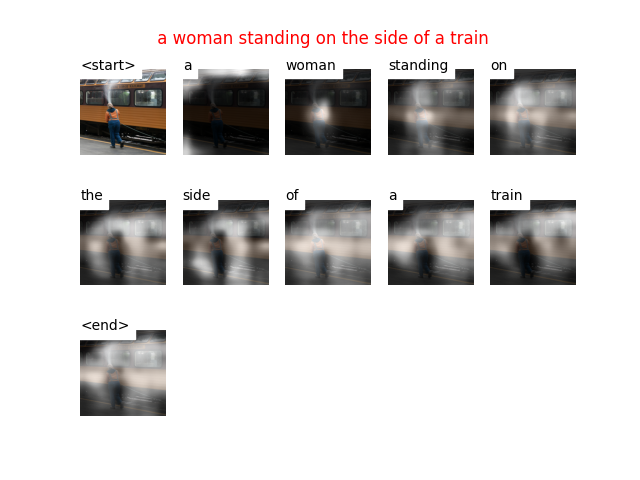 a woman standing on the side of a train
<start> a woman standing on
the side of a train
<end>